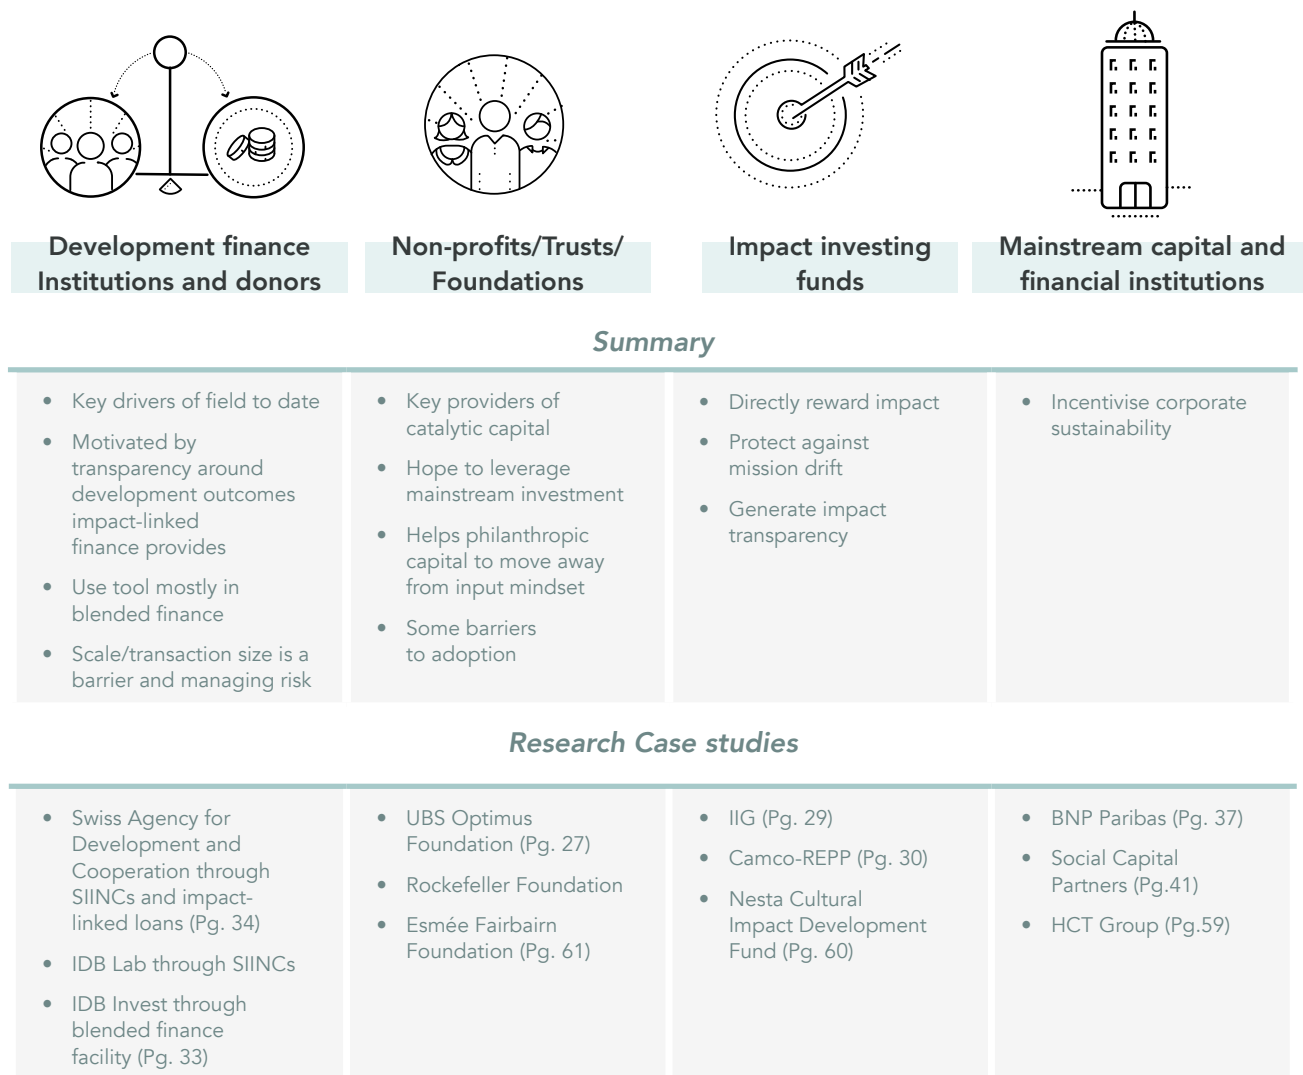 Development finance
Institutions and donors
Non-profits/Trusts/
Foundations
Impact investing
funds
Mainstream capital and
financial institutions
Summary
• Key drivers of field to date
• Motivated by
transparency around
development outcomes
impact-linked
finance provides
• Use tool mostly in
blended finance
• Scale/transaction size is a
barrier and managing risk
• Key providers of
catalytic capital
• Hope to leverage
mainstream investment
• Helps philanthropic
capital to move away
from input mindset
• Some barriers
to adoption
• Directly reward impact
• Protect against
mission drift
• Generate impact
transparency
• Incentivise corporate
sustainability
Research Case studies
• Swiss Agency for
Development and
Cooperation through
SIINCs and impact-
linked loans (Pg. 34)
• IDB Lab through SIINCs
• IDB Invest through
blended finance
facility (Pg. 33)
• UBS Optimus
Foundation (Pg. 27)
• Rockefeller Foundation
• Esmée Fairbairn
Foundation (Pg. 61)
• IIG (Pg. 29)
• Camco-REPP (Pg. 30)
• Nesta Cultural
Impact Development
Fund (Pg. 60)
• BNP Paribas (Pg. 37)
• Social Capital
Partners (Pg.41)
• HCT Group (Pg.59)